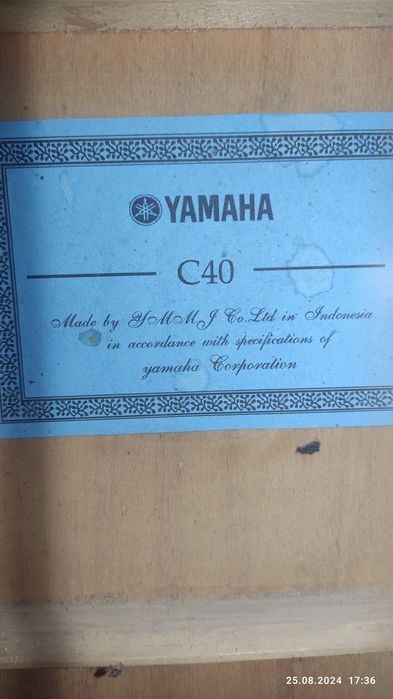 YAMAHA
C40
Made by YMMJ Co.Ltd in Indonesia
in accordance with specifications of
yamaha Corporation
25.08.2024 17:36